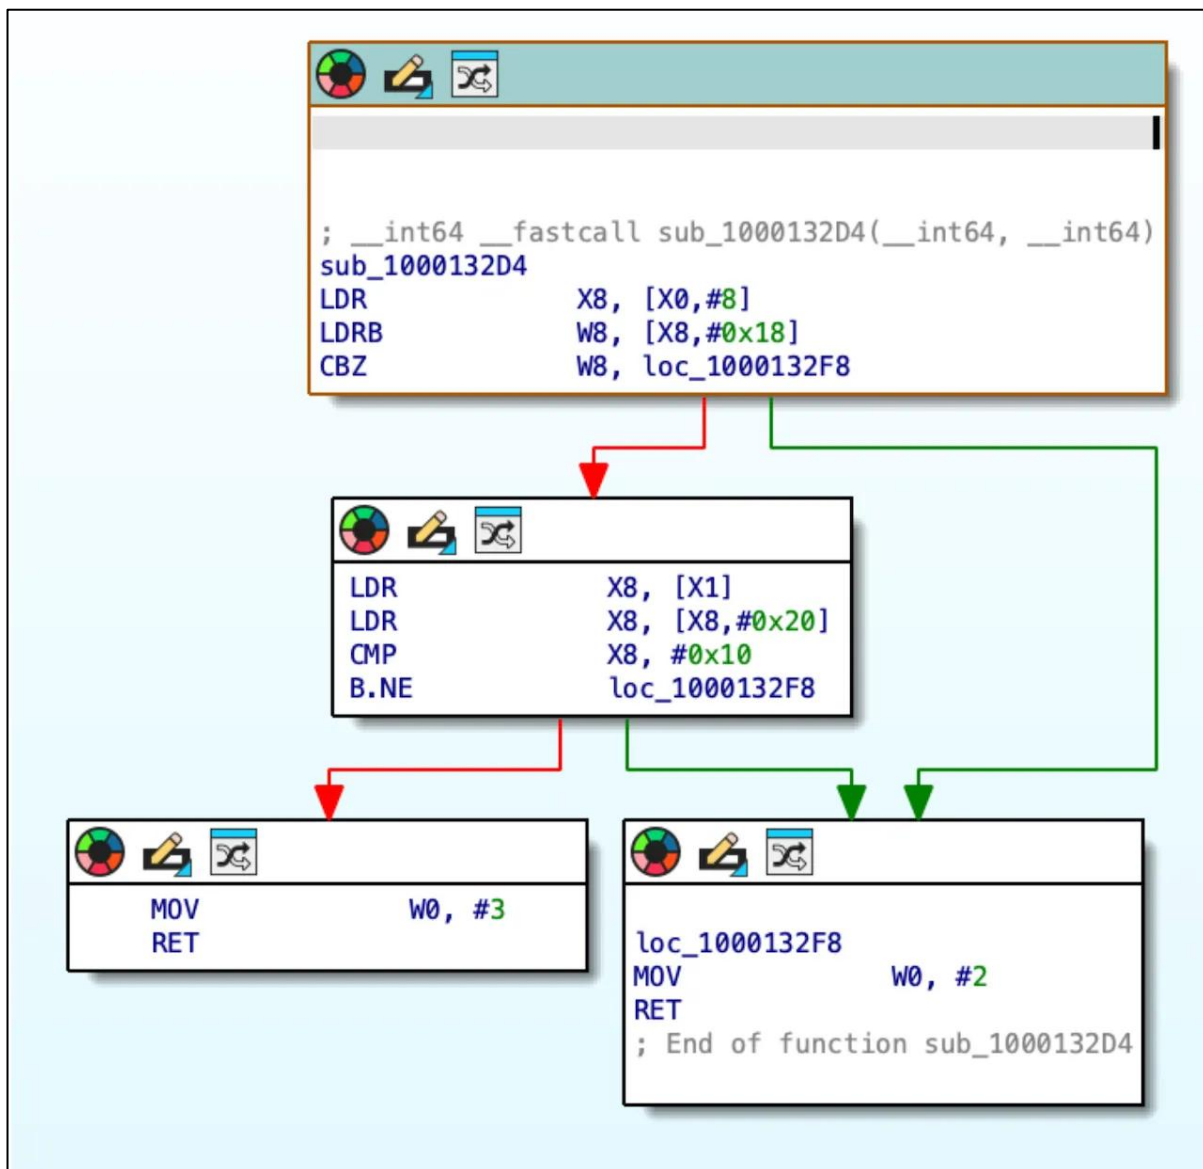 ; __int64 __fastcall sub_1000132D4(__int64, __int64)
sub_1000132D4
LDR X8, [X0,#8]
LDRB W8, [X8,#0x18]
CBZ W8, loc_1000132F8
LDR X8, [X1]
LDR X8, [X8,#0x20]
CMP X8, #0x10
B.NE loc_1000132F8
MOV W0, #3
RET
loc_1000132F8
MOV W0, #2
RET
; End of function sub_1000132D4